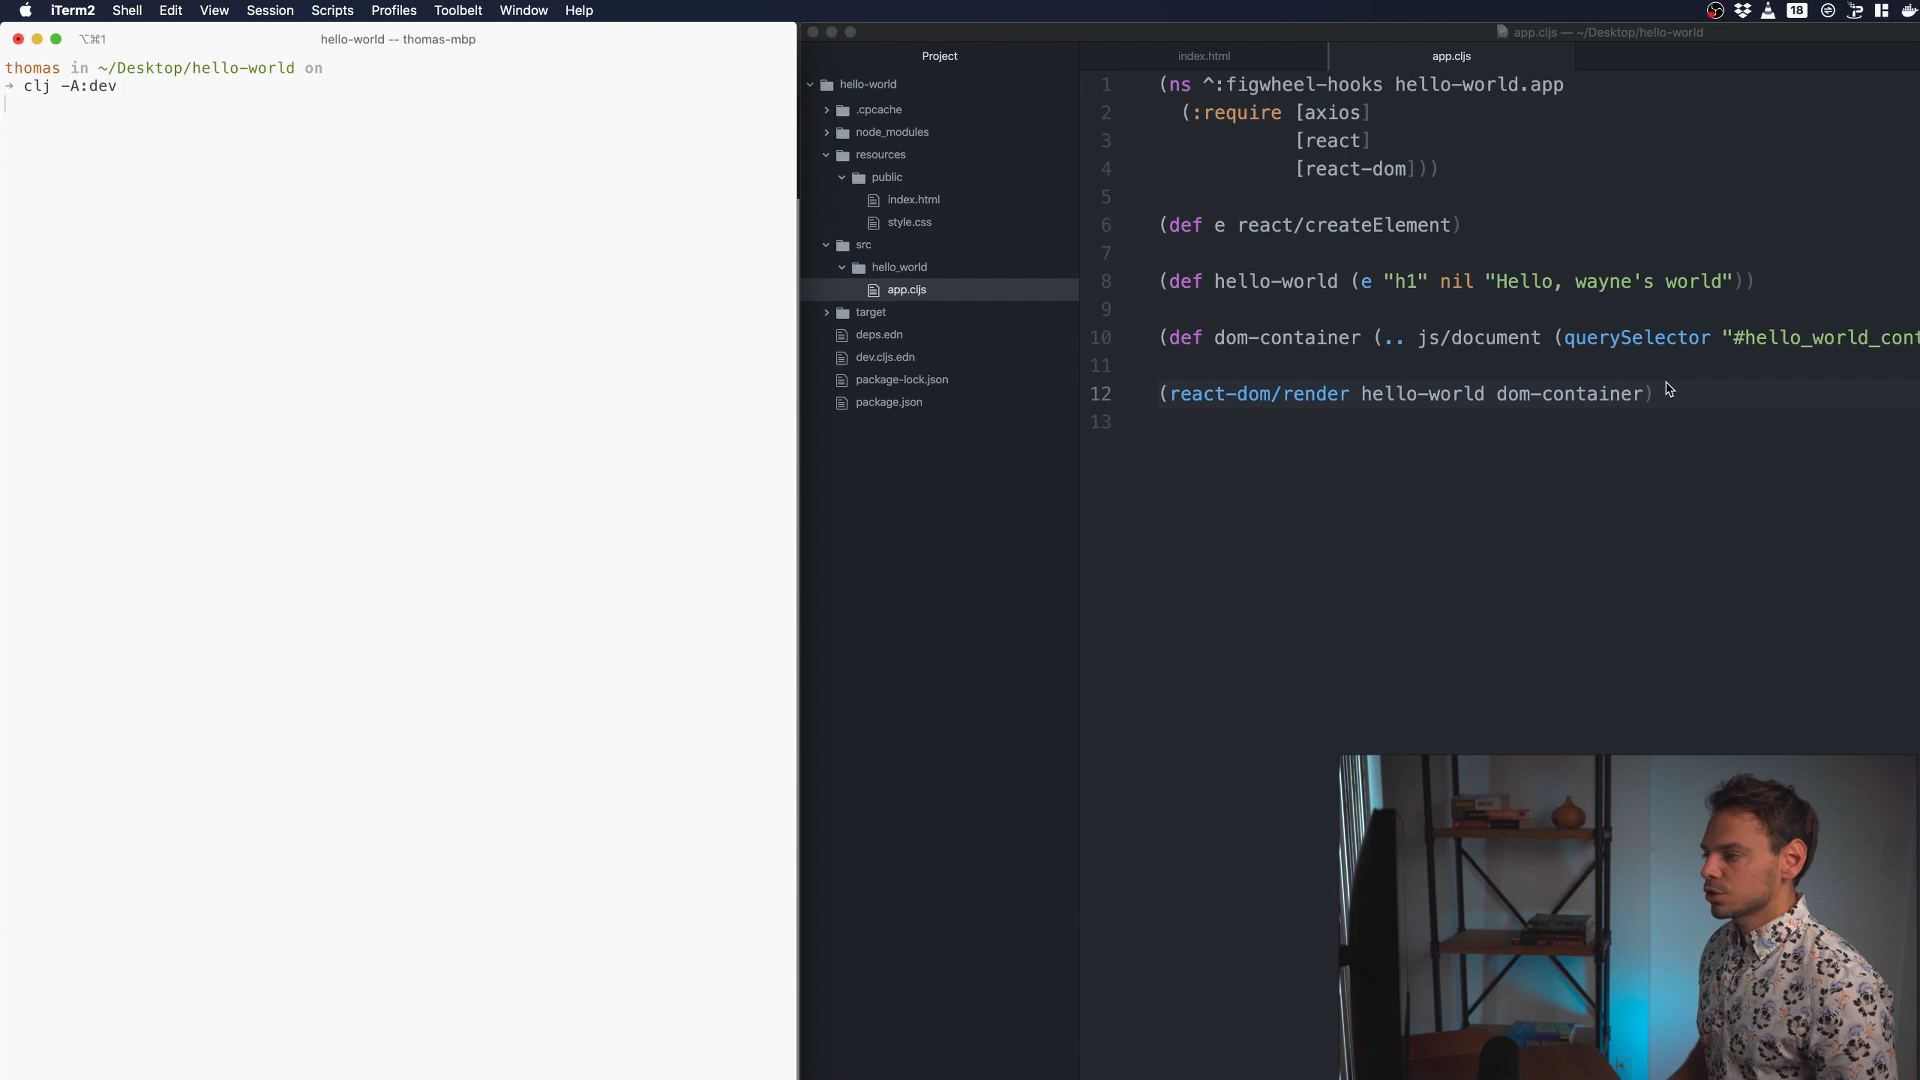 iTerm2 Shell Edit View Session Scripts Profiles Toolbelt Window Help
18
⌥⌘1 hello-world -- thomas-mbp
thomas in ~/Desktop/hello-world on
→ clj -A:dev
app.cljs — ~/Desktop/hello-world
Project
index.html
app.cljs
hello-world
.cpcache
node_modules
resources
public
index.html
style.css
src
hello_world
app.cljs
target
deps.edn
dev.cljs.edn
package-lock.json
package.json
1 (ns ^:figwheel-hooks hello-world.app
2 (:require [axios]
3 [react]
4 [react-dom]))
5
6 (def e react/createElement)
7
8 (def hello-world (e "h1" nil "Hello, wayne's world"))
9
10 (def dom-container (.. js/document (querySelector "#hello_world_cont
11
12 (react-dom/render hello-world dom-container)
13